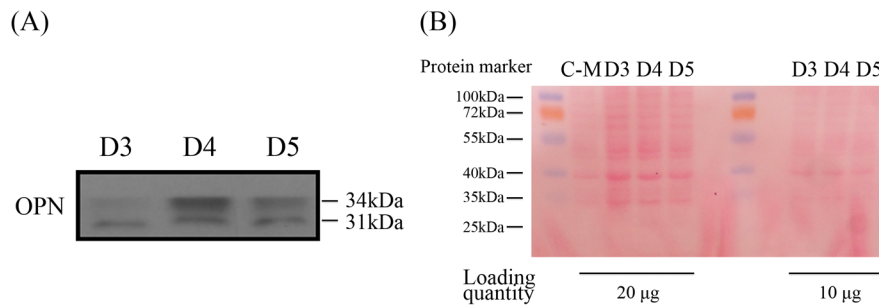 (A)
D3 D4 D5
OPN
34kDa
31kDa
(B)
Protein marker
C-M D3 D4 D5
D3 D4 D5
100kDa
72kDa
55kDa
40kDa
35kDa
25kDa
Loading
quantity
20 μg
10 μg